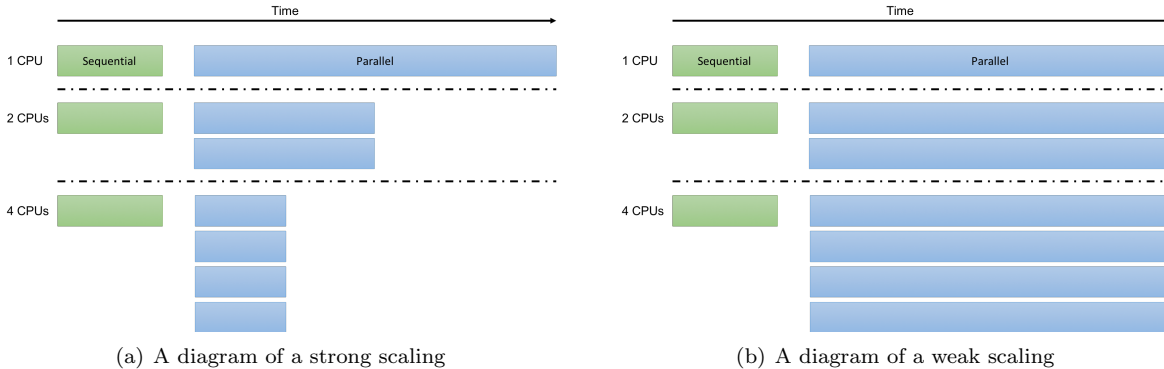 Time
1 CPU
Sequential
Parallel
2 CPUs
4 CPUs
(a) A diagram of a strong scaling
Time
1 CPU
Sequential
Parallel
2 CPUs
4 CPUs
(b) A diagram of a weak scaling